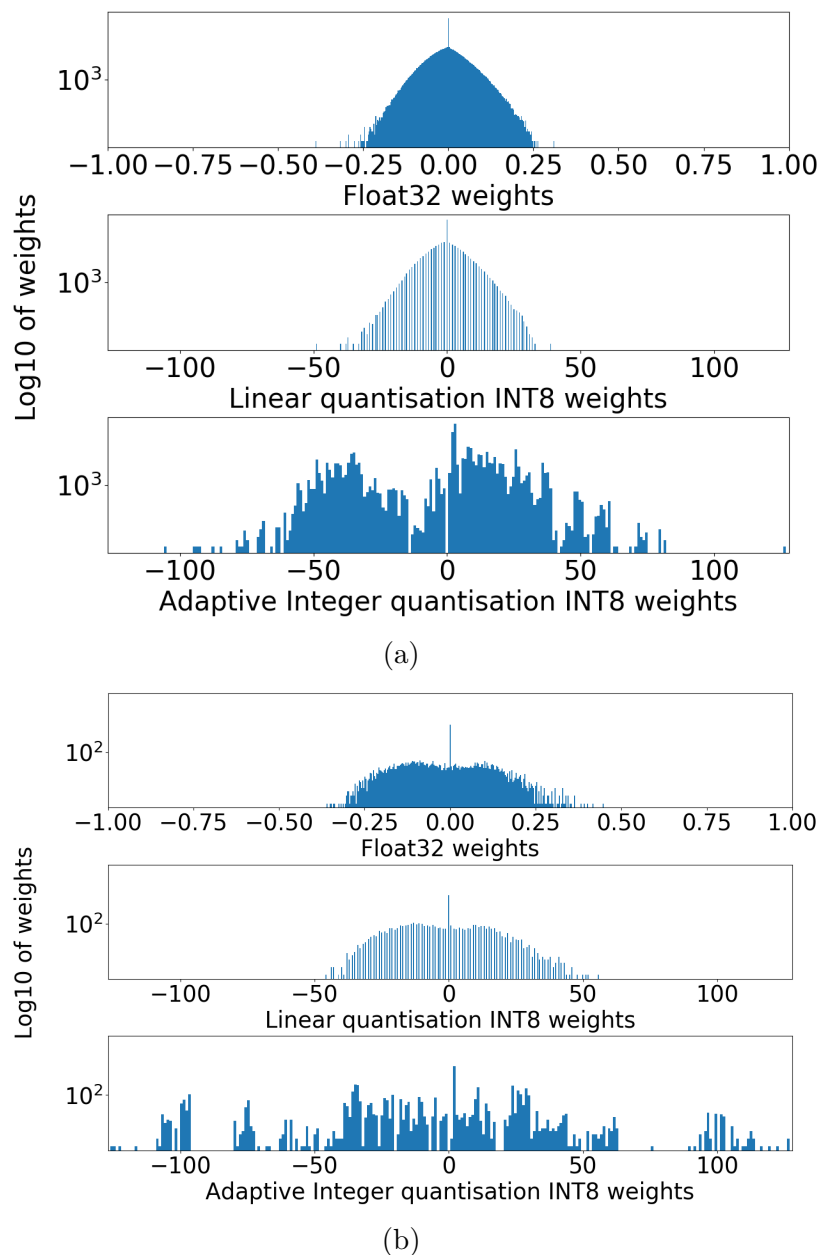 10³
−1.00 −0.75 −0.50 −0.25 0.00 0.25 0.50 0.75 1.00
Float32 weights
Log10 of weights
10³
−100 −50 0 50 100
Linear quantisation INT8 weights
10³
−100 −50 0 50 100
Adaptive Integer quantisation INT8 weights
(a)
10²
−1.00 −0.75 −0.50 −0.25 0.00 0.25 0.50 0.75 1.00
Float32 weights
Log10 of weights
10²
−100 −50 0 50 100
Linear quantisation INT8 weights
10²
−100 −50 0 50 100
Adaptive Integer quantisation INT8 weights
(b)